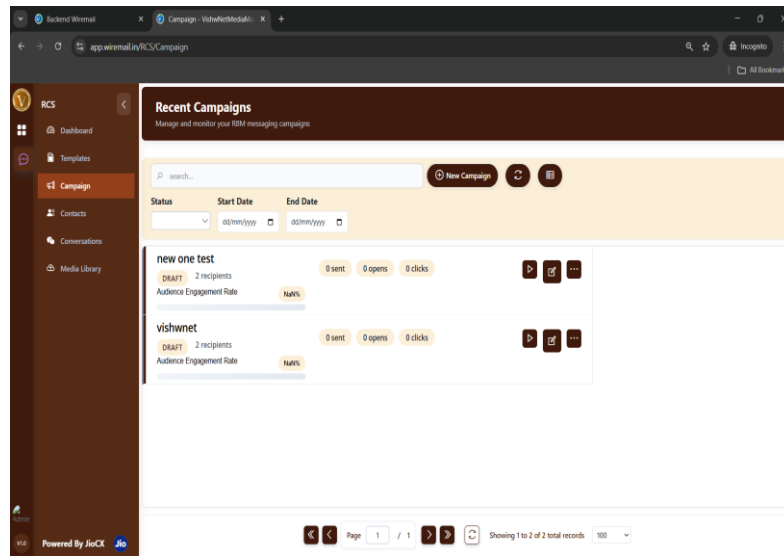 Backend Wiremail
Campaign - VishwNetMediaM
app.wiremail.in/RCS/Campaign
Incognito
All Bookmark
RCS
Dashboard
Templates
Campaign
Contacts
Conversations
Media Library
Admin
V1.0
Powered By JioCX
Jio
Recent Campaigns
Manage and monitor your RBM messaging campaigns
search...
New Campaign
Status Start Date End Date
dd/mm/yyyy dd/mm/yyyy
new one test
DRAFT 2 recipients 0 sent 0 opens 0 clicks
Audience Engagement Rate NaN%
vishwnet
DRAFT 2 recipients 0 sent 0 opens 0 clicks
Audience Engagement Rate NaN%
Page 1 / 1 Showing 1 to 2 of 2 total records 100